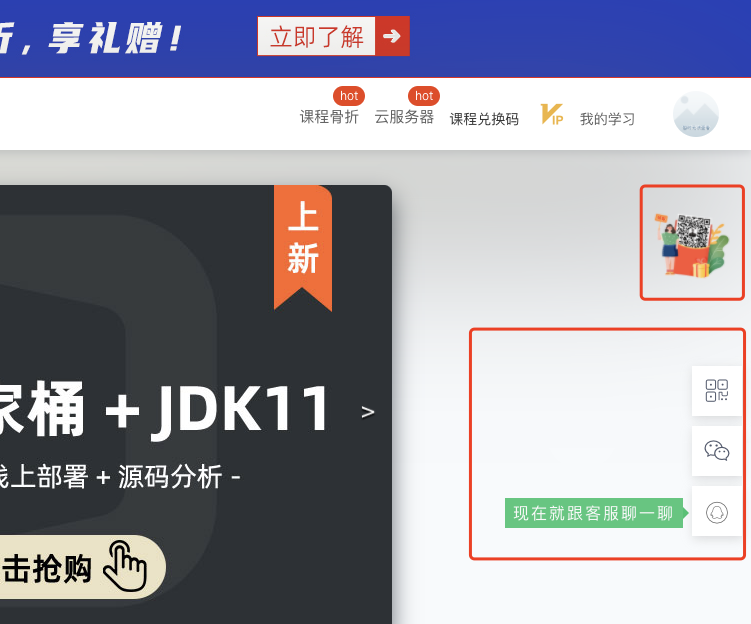 ，享礼赠！
立即了解
hot
hot
课程骨折
云服务器
课程兑换码
VIP
我的学习
上
新
家桶 + JDK11
>
线上部署 + 源码分析 -
击抢购
现在就跟客服聊一聊